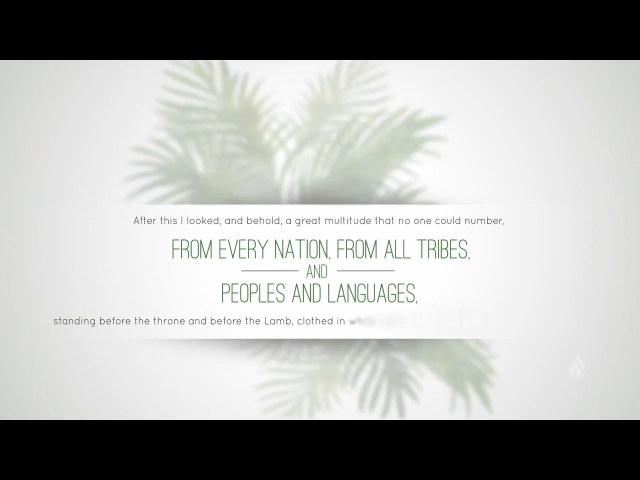 After this I looked, and behold, a great multitude that no one could number,
FROM EVERY NATION, FROM ALL TRIBES,
AND
PEOPLES AND LANGUAGES,
standing before the throne and before the Lamb, clothed in